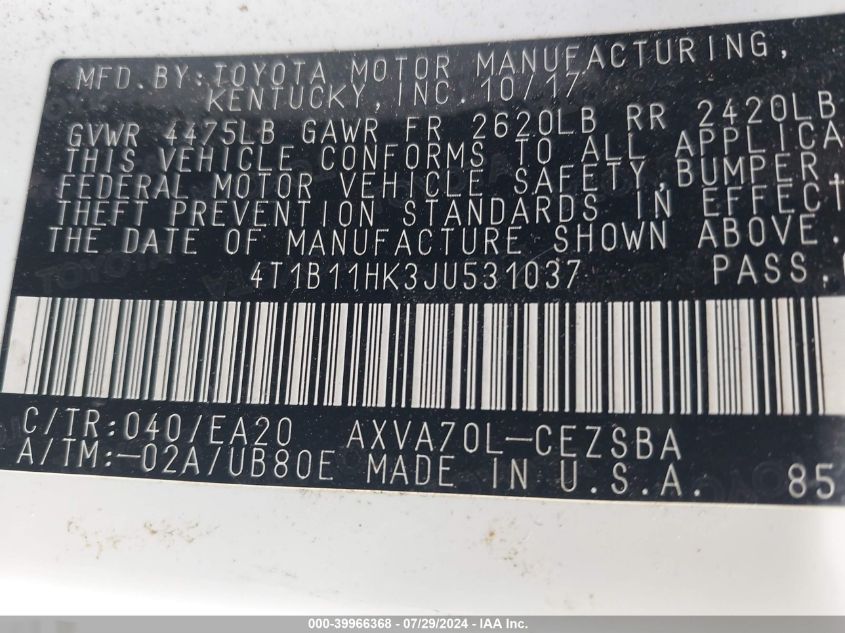 MFD. BY: TOYOTA MOTOR MANUFACTURING,
KENTUCKY, INC. 10/17
GVWR 4475LB GAWR FR 2620LB RR 2420LB
THIS VEHICLE CONFORMS TO ALL APPLICA
FEDERAL MOTOR VEHICLE SAFETY, BUMPER,
THEFT PREVENTION STANDARDS IN EFFECT
THE DATE OF MANUFACTURE SHOWN ABOVE.
4T1B11HK3JU531037 PASS.
C/TR: 040/EA20 AXVA70L-CEZSBA
A/TM:-02A/UB80E MADE IN U.S.A. 85
000-39966368 - 07/29/2024 - IAA Inc.